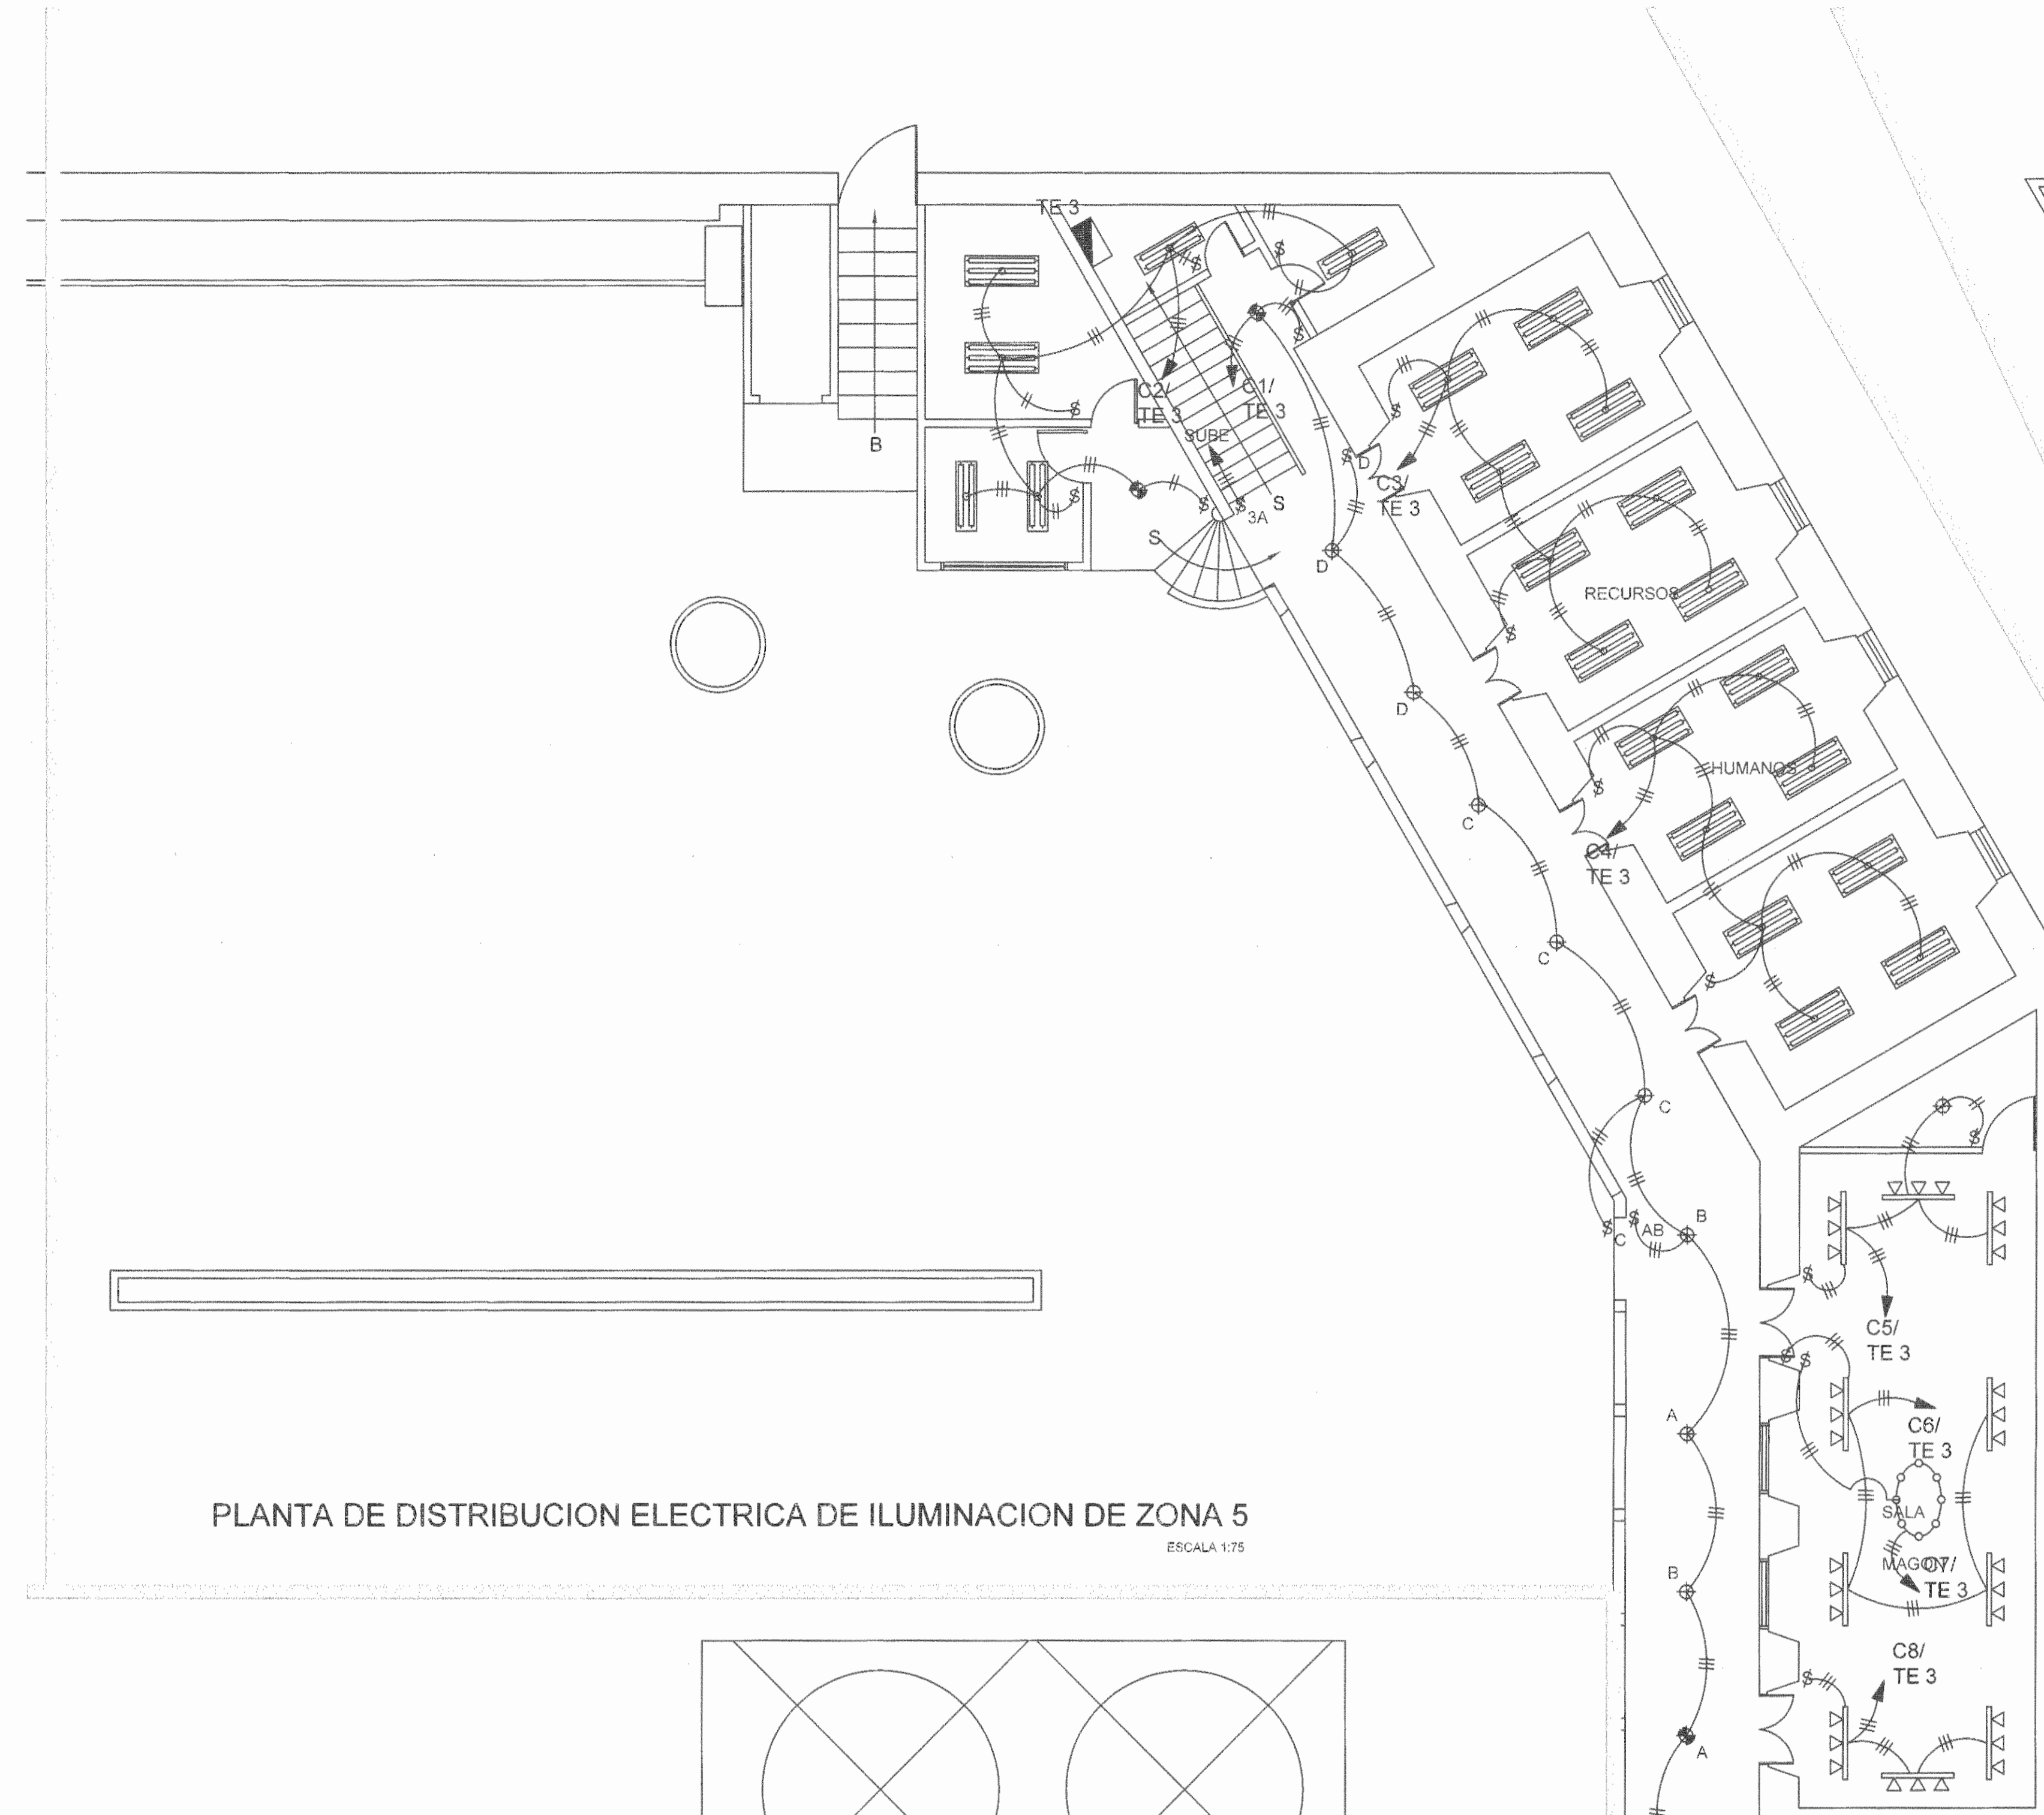 TE 3
C2/
TE 3
C1/
TE 3
SUBE
B
$
$
$
$
$
$
$
$
3A
S
S
$
D
$
C3/
TE 3
D
RECURSOS
$
D
HUMANOS
$
C
C4/
TE 3
C
$
C
$
$
C
$
AB
B
$
C5/
TE 3
$
$
A
C6/
TE 3
SALA
MAGON
C7/
TE 3
PLANTA DE DISTRIBUCION ELECTRICA DE ILUMINACION DE ZONA 5
ESCALA 1:75
B
C8/
TE 3
$
A